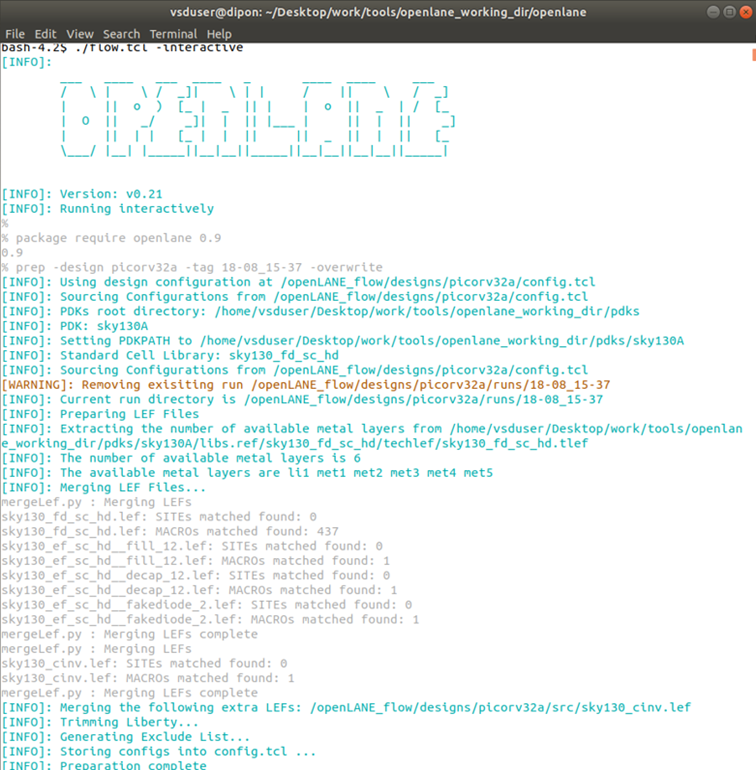 vsduser@dipon: ~/Desktop/work/tools/openlane_working_dir/openlane
File Edit View Search Terminal Help
bash-4.2$ ./flow.tcl -interactive
[INFO]:
OPENLANE
[INFO]: Version: v0.21
[INFO]: Running interactively
%
% package require openlane 0.9
0.9
% prep -design picorv32a -tag 18-08_15-37 -overwrite
[INFO]: Using design configuration at /openLANE_flow/designs/picorv32a/config.tcl
[INFO]: Sourcing Configurations from /openLANE_flow/designs/picorv32a/config.tcl
[INFO]: PDKs root directory: /home/vsduser/Desktop/work/tools/openlane_working_dir/pdks
[INFO]: PDK: sky130A
[INFO]: Setting PDKPATH to /home/vsduser/Desktop/work/tools/openlane_working_dir/pdks/sky130A
[INFO]: Standard Cell Library: sky130_fd_sc_hd
[INFO]: Sourcing Configurations from /openLANE_flow/designs/picorv32a/config.tcl
[WARNING]: Removing exisiting run /openLANE_flow/designs/picorv32a/runs/18-08_15-37
[INFO]: Current run directory is /openLANE_flow/designs/picorv32a/runs/18-08_15-37
[INFO]: Preparing LEF Files
[INFO]: Extracting the number of available metal layers from /home/vsduser/Desktop/work/tools/openlan
e_working_dir/pdks/sky130A/libs.ref/sky130_fd_sc_hd/techlef/sky130_fd_sc_hd.tlef
[INFO]: The number of available metal layers is 6
[INFO]: The available metal layers are li1 met1 met2 met3 met4 met5
[INFO]: Merging LEF Files...
mergeLef.py : Merging LEFs
sky130_fd_sc_hd.lef: SITEs matched found: 0
sky130_fd_sc_hd.lef: MACROs matched found: 437
sky130_ef_sc_hd__fill_12.lef: SITEs matched found: 0
sky130_ef_sc_hd__fill_12.lef: MACROs matched found: 1
sky130_ef_sc_hd__decap_12.lef: SITEs matched found: 0
sky130_ef_sc_hd__decap_12.lef: MACROs matched found: 1
sky130_ef_sc_hd__fakediode_2.lef: SITEs matched found: 0
sky130_ef_sc_hd__fakediode_2.lef: MACROs matched found: 1
mergeLef.py : Merging LEFs complete
mergeLef.py : Merging LEFs
sky130_cinv.lef: SITEs matched found: 0
sky130_cinv.lef: MACROs matched found: 1
mergeLef.py : Merging LEFs complete
[INFO]: Merging the following extra LEFs: /openLANE_flow/designs/picorv32a/src/sky130_cinv.lef
[INFO]: Trimming Liberty...
[INFO]: Generating Exclude List...
[INFO]: Storing configs into config.tcl ...
[INFO]: Preparation complete